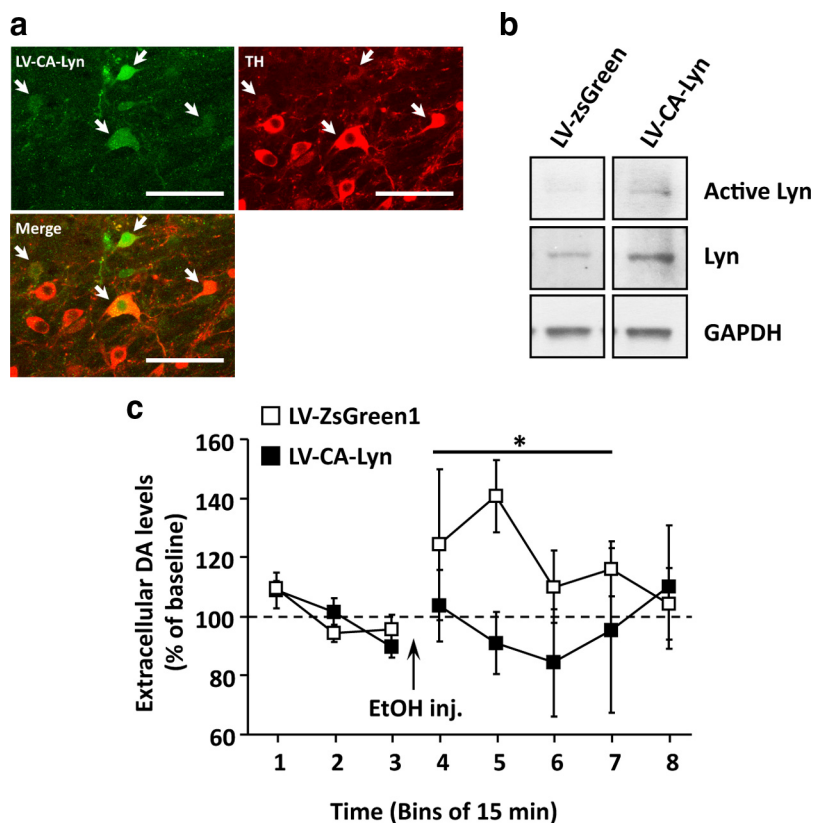 a
LV-CA-Lyn
TH
Merge
b
LV-zsGreen
LV-CA-Lyn
Active Lyn
Lyn
GAPDH
c
LV-ZsGreen1
LV-CA-Lyn
*
Extracellular DA levels
(% of baseline)
160
140
120
100
80
60
EtOH inj.
1 2 3 4 5 6 7 8
Time (Bins of 15 min)